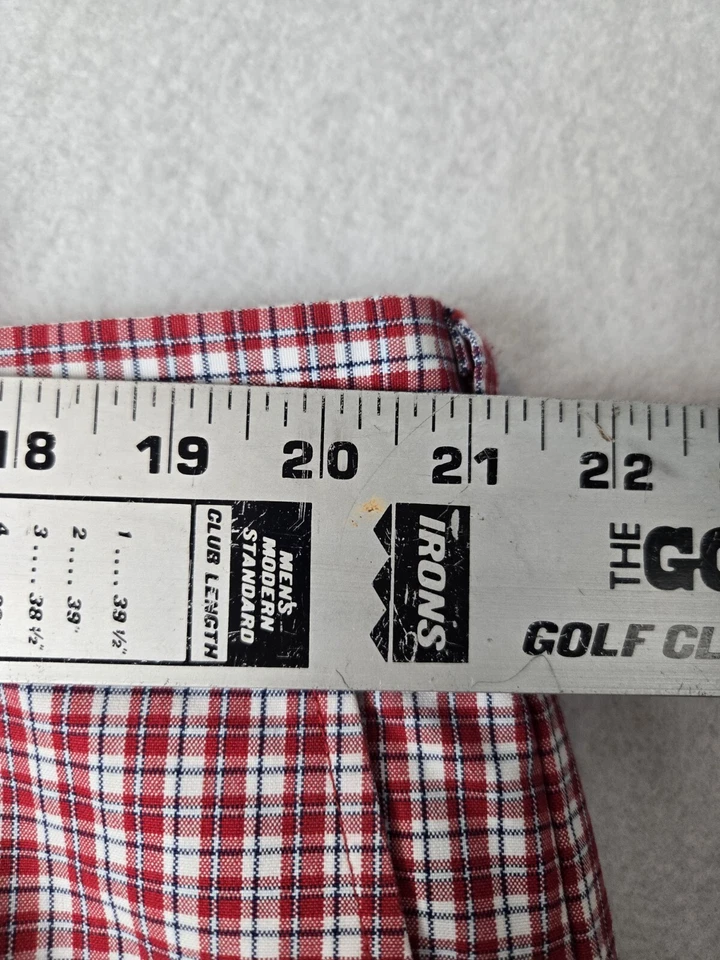 18 19 20 21 22
1 .... 39 ½"
2 .... 39"
3 .... 38 ½"
4
CLUB LENGTH
MEN'S
MODERN
STANDARD
IRONS
THE
GOLF CL